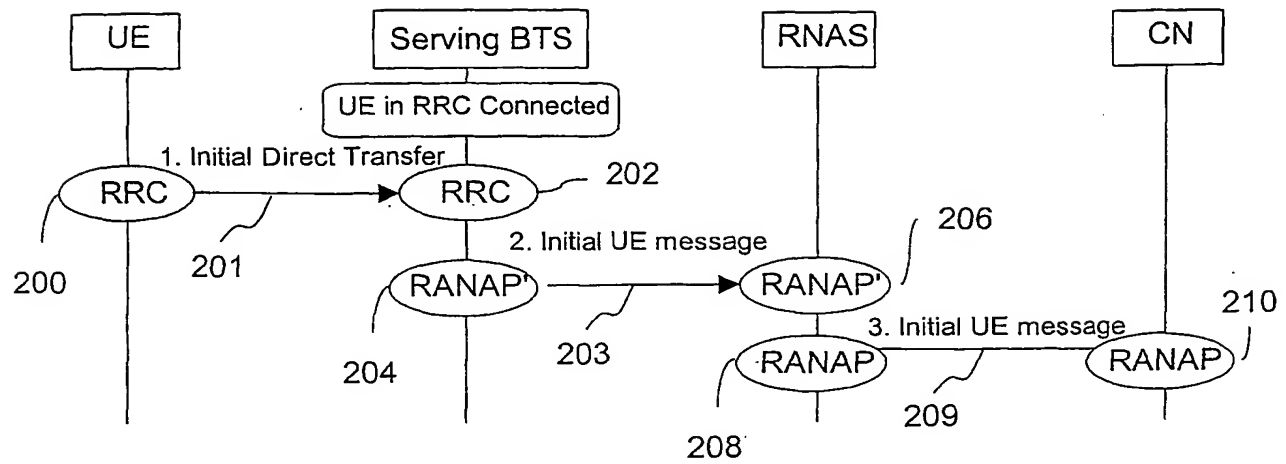 UE
Serving BTS
RNAS
CN
UE in RRC Connected
1. Initial Direct Transfer
RRC
RRC
202
200
201
2. Initial UE message
206
RANAP'
RANAP'
204
203
3. Initial UE message
210
RANAP
RANAP
208
209